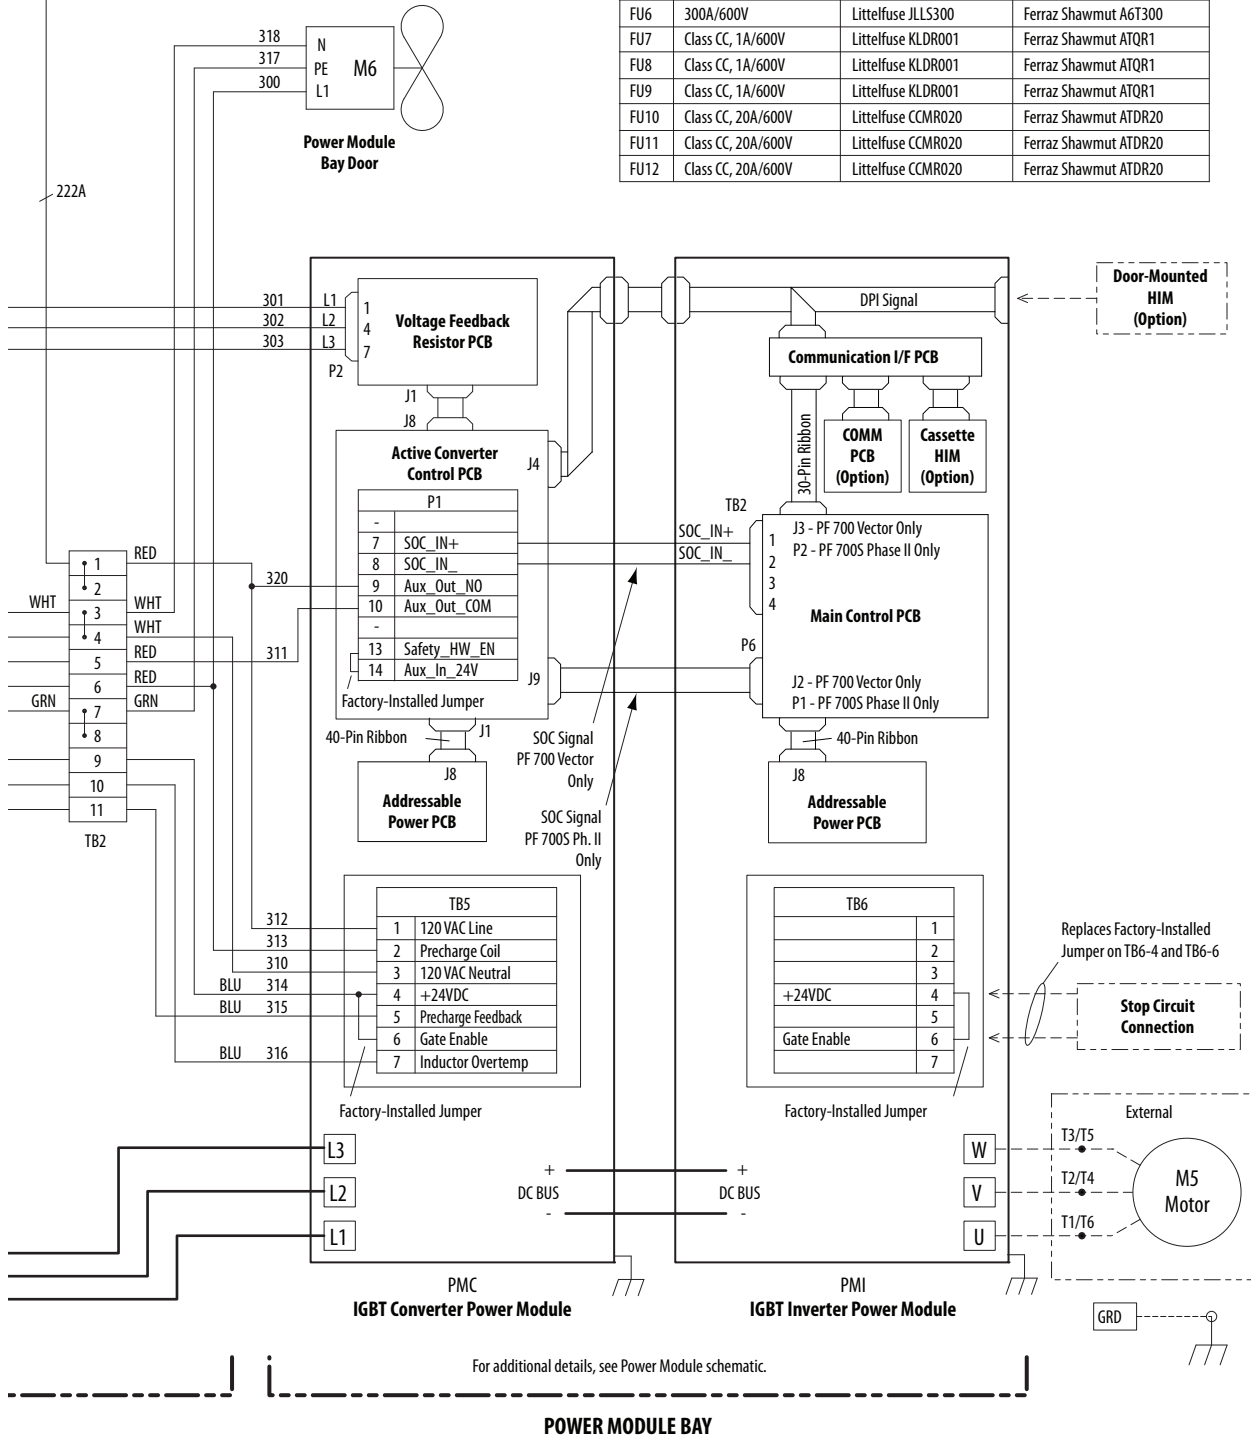 FU6 300A/600V Littelfuse JLLS300 Ferraz Shawmut A6T300
FU7 Class CC, 1A/600V Littelfuse KLDR001 Ferraz Shawmut ATQR1
FU8 Class CC, 1A/600V Littelfuse KLDR001 Ferraz Shawmut ATQR1
FU9 Class CC, 1A/600V Littelfuse KLDR001 Ferraz Shawmut ATQR1
FU10 Class CC, 20A/600V Littelfuse CCMR020 Ferraz Shawmut ATDR20
FU11 Class CC, 20A/600V Littelfuse CCMR020 Ferraz Shawmut ATDR20
FU12 Class CC, 20A/600V Littelfuse CCMR020 Ferraz Shawmut ATDR20
318 N
317 PE M6
300 L1
Power Module
Bay Door
222A
301 L1 1
302 L2 4
303 L3 7
P2
Voltage Feedback
Resistor PCB
J1
J8
Active Converter
Control PCB
J4
P1
-
7 SOC_IN+
8 SOC_IN_
9 Aux_Out_NO
10 Aux_Out_COM
-
13 Safety_HW_EN
14 Aux_In_24V
320
311
Factory-Installed Jumper
J9
J1
40-Pin Ribbon
J8
Addressable
Power PCB
DPI Signal
Door-Mounted
HIM
(Option)
Communication I/F PCB
30-Pin Ribbon
COMM
PCB
(Option)
Cassette
HIM
(Option)
TB2
SOC_IN+
SOC_IN_
1
2
3
4
J3 - PF 700 Vector Only
P2 - PF 700S Phase II Only
Main Control PCB
P6
J2 - PF 700 Vector Only
P1 - PF 700S Phase II Only
40-Pin Ribbon
J8
Addressable
Power PCB
SOC Signal
PF 700 Vector
Only
SOC Signal
PF 700S Ph. II
Only
1 RED
2
WHT 3 WHT
4 WHT
5 RED
6 RED
GRN 7 GRN
8
9
10
11
TB2
TB5
312 1 120 VAC Line
313 2 Precharge Coil
310 3 120 VAC Neutral
BLU 314 4 +24VDC
BLU 315 5 Precharge Feedback
6 Gate Enable
BLU 316 7 Inductor Overtemp
Factory-Installed Jumper
TB6
1
2
3
+24VDC 4
5
Gate Enable 6
7
Factory-Installed Jumper
Replaces Factory-Installed
Jumper on TB6-4 and TB6-6
Stop Circuit
Connection
L3
L2
L1
+ +
DC BUS DC BUS
- -
W
V
U
External
T3/T5
T2/T4
T1/T6
M5
Motor
PMC
IGBT Converter Power Module
PMI
IGBT Inverter Power Module
GRD
For additional details, see Power Module schematic.
POWER MODULE BAY